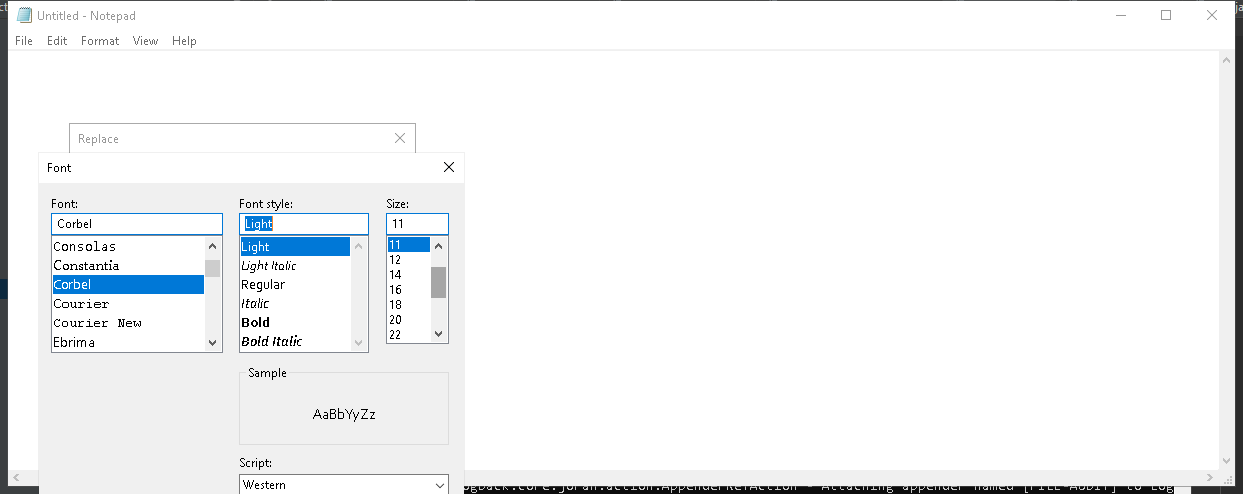 Untitled - Notepad
File Edit Format View Help
Replace
Font
Font: Font style: Size:
Corbel Light 11
Consolas Light 11
Constantia Light Italic 12
Corbel Regular 14
Courier Italic 16
Courier New Bold 18
Ebrima Bold Italic 20
22
Sample
AaBbYyZz
Script:
Western
ogback.core.joran.action.AppenderRefAction - Attaching appender named [FILE-AUDIT] to Log